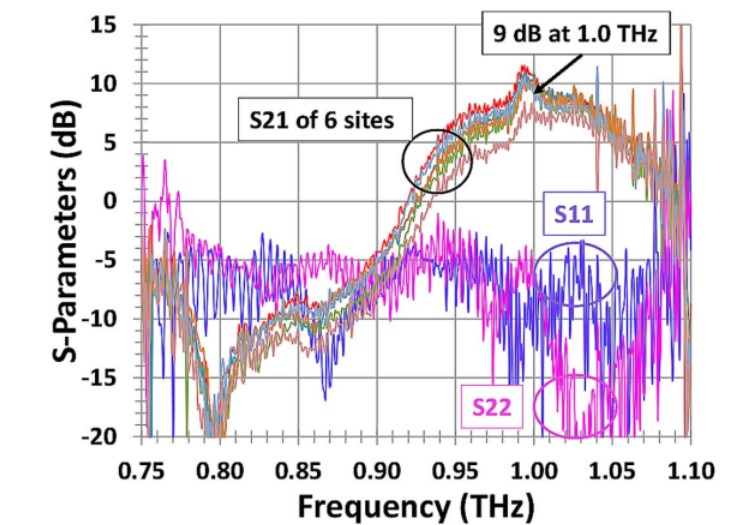 15
10
5
0
-5
-10
-15
-20
S-Parameters (dB)
9 dB at 1.0 THz
S21 of 6 sites
S11
S22
0.75 0.80 0.85 0.90 0.95 1.00 1.05 1.10
Frequency (THz)